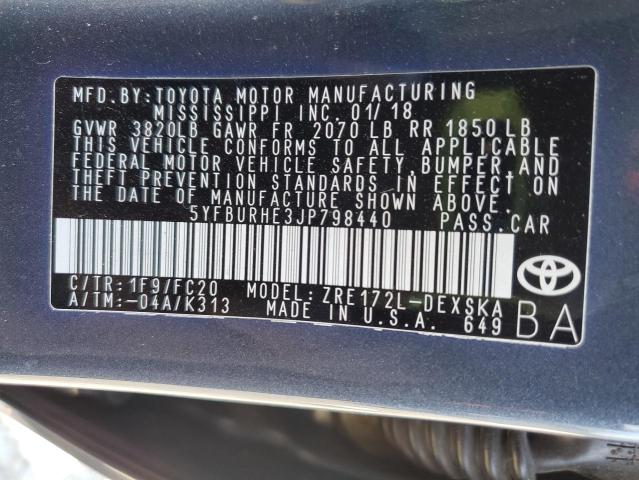 MFD.BY:TOYOTA MOTOR MANUFACTURING
MISSISSIPPI INC. 01/18
GVWR 3820LB GAWR FR 2070 LB RR 1850 LB
THIS VEHICLE CONFORMS TO ALL APPLICABLE
FEDERAL MOTOR VEHICLE SAFETY, BUMPER, AND
THEFT PREVENTION STANDARDS IN EFFECT ON
THE DATE OF MANUFACTURE SHOWN ABOVE.
5YFBURHE3JP798440 PASS.CAR
C/TR:1F9/FC20 MODEL:ZRE172L-DEXSKA
A/TM:-04A/K313 MADE IN U.S.A. 649
BA